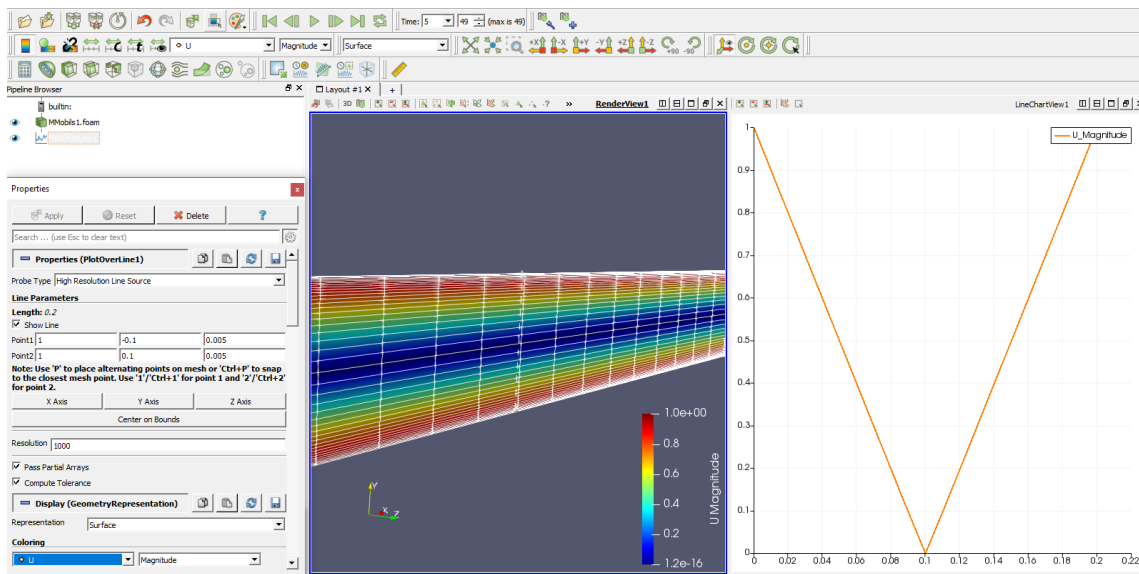 Time: 5 49 (max is 49)
U Magnitude Surface +X -X +Y -Y +Z -Z +90 -90
Pipeline Browser
builtin:
MMobils1.foam
Properties
Apply Reset Delete ?
Search ... (use Esc to clear text)
Properties (PlotOverLine1)
Probe Type High Resolution Line Source
Line Parameters
Length: 0.2
Show Line
Point1 1 -0.1 0.005
Point2 1 0.1 0.005
Note: Use 'P' to place alternating points on mesh or 'Ctrl+P' to snap
to the closest mesh point. Use '1'/'Ctrl+1' for point 1 and '2'/'Ctrl+2'
for point 2.
X Axis Y Axis Z Axis
Center on Bounds
Resolution 1000
Pass Partial Arrays
Compute Tolerance
Display (GeometryRepresentation)
Representation Surface
Coloring
U Magnitude
Layout #1 X +
3D » RenderView1
Y
X Z
1.0e+00
0.8
0.6
0.4
0.2
1.2e-16
U Magnitude
LineChartView1
U_Magnitude
1
0.9
0.8
0.7
0.6
0.5
0.4
0.3
0.2
0.1
0
0 0.02 0.04 0.06 0.08 0.10 0.12 0.14 0.16 0.18 0.20 0.22